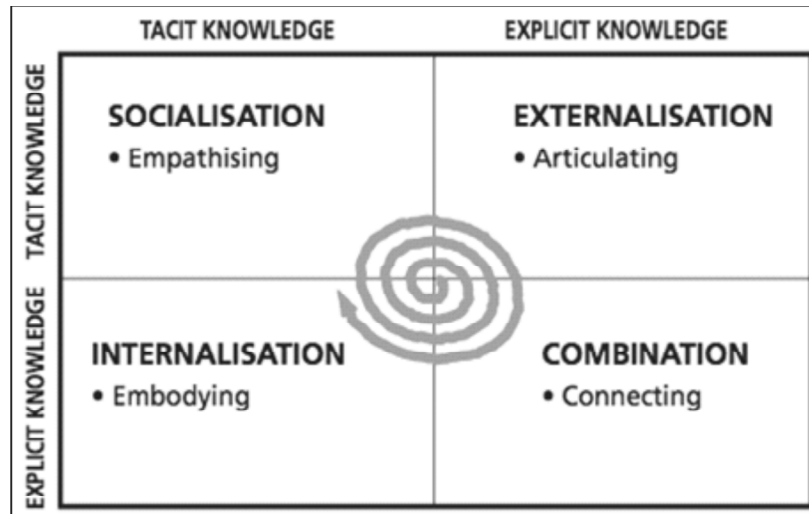 TACIT KNOWLEDGE
EXPLICIT KNOWLEDGE
TACIT KNOWLEDGE
SOCIALISATION
• Empathising
EXTERNALISATION
• Articulating
EXPLICIT KNOWLEDGE
INTERNALISATION
• Embodying
COMBINATION
• Connecting